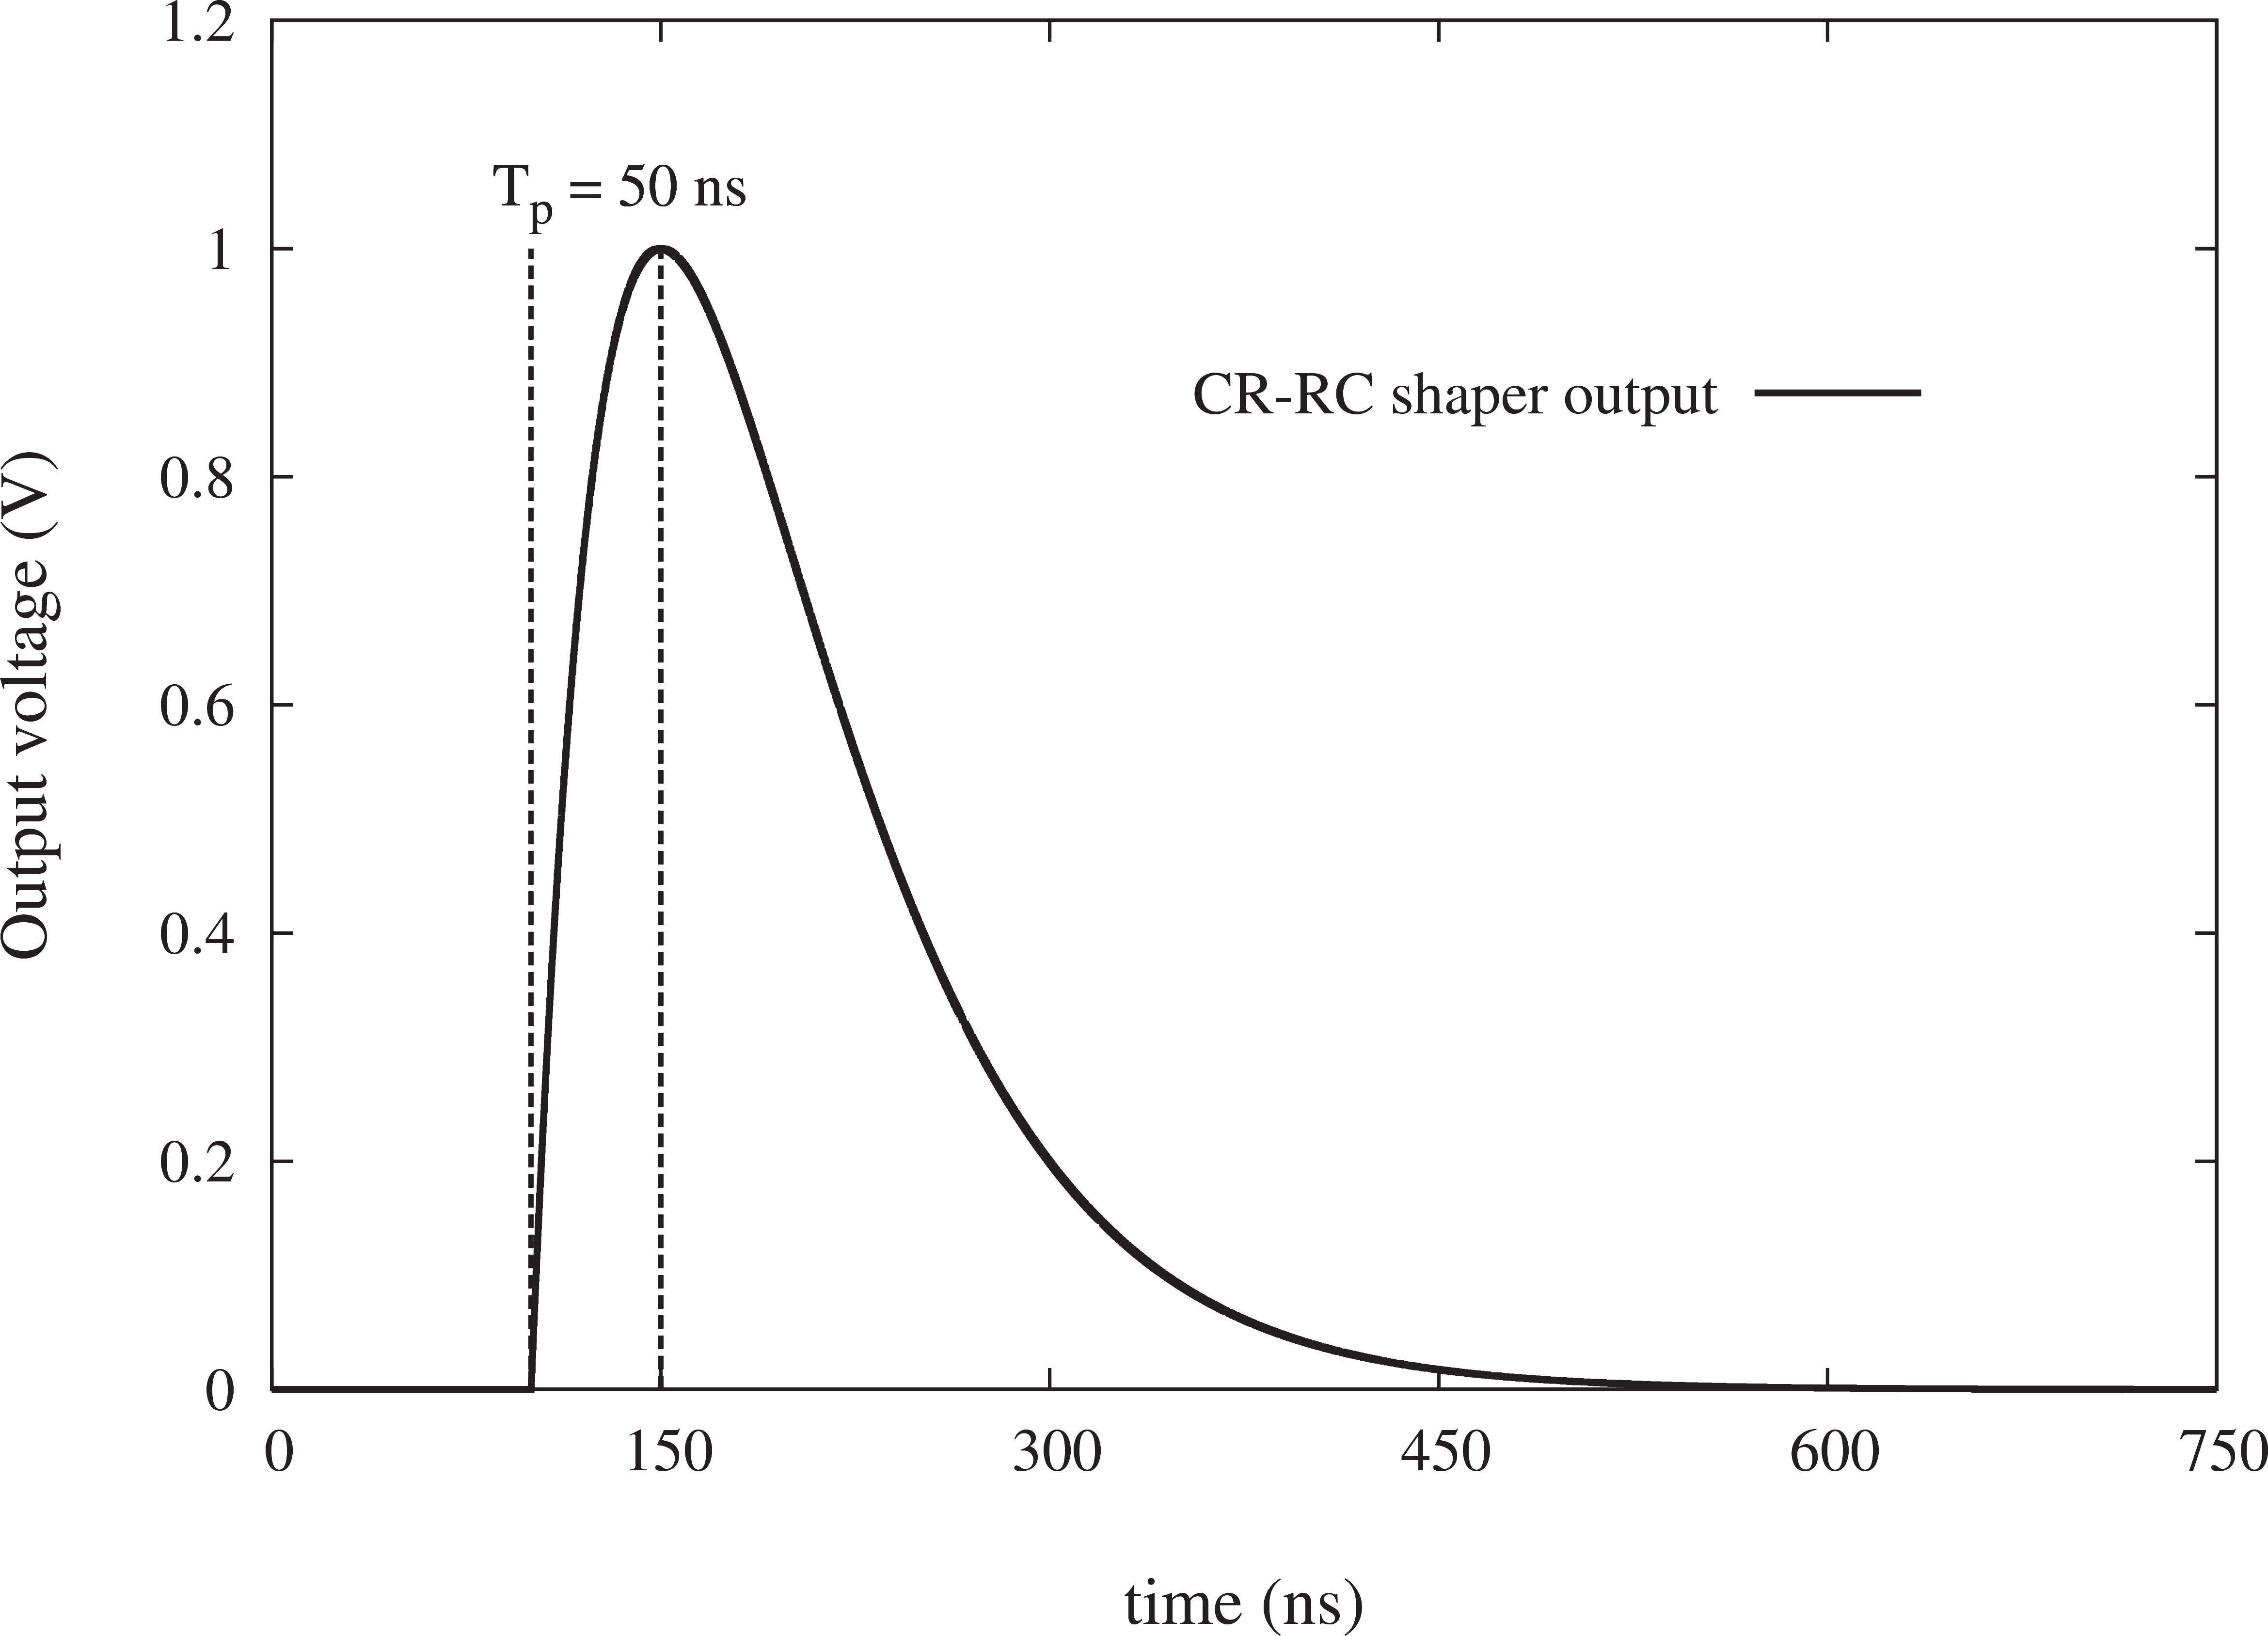 1.2
T_p = 50 ns
1
CR-RC shaper output
0.8
0.6
0.4
0.2
0
Output voltage (V)
0 150 300 450 600 750
time (ns)